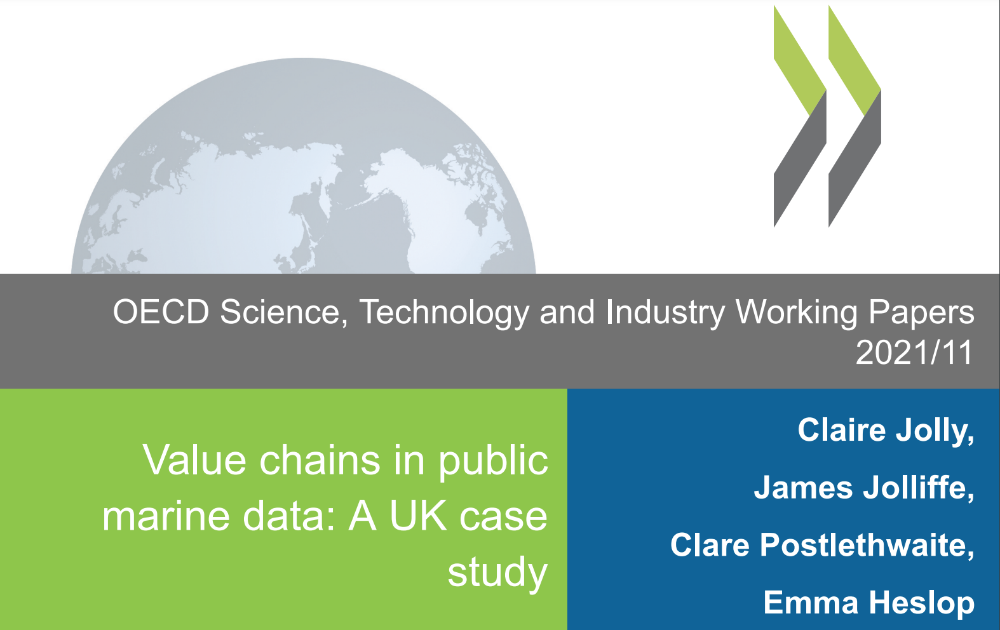 OECD Science, Technology and Industry Working Papers
2021/11
Value chains in public
marine data: A UK case
study
Claire Jolly,
James Jolliffe,
Clare Postlethwaite,
Emma Heslop